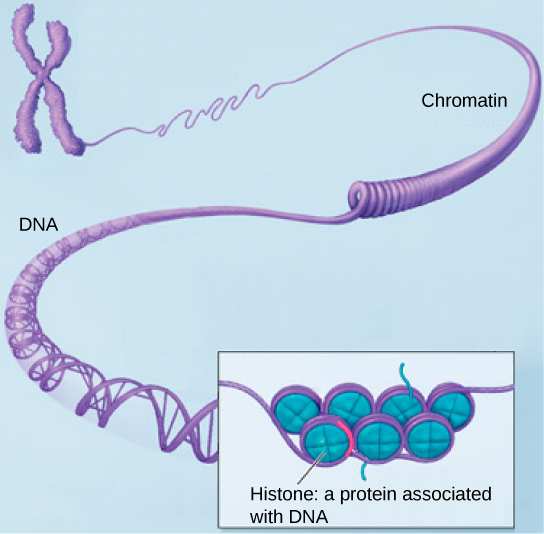 Chromatin
DNA
Histone: a protein associated
with DNA